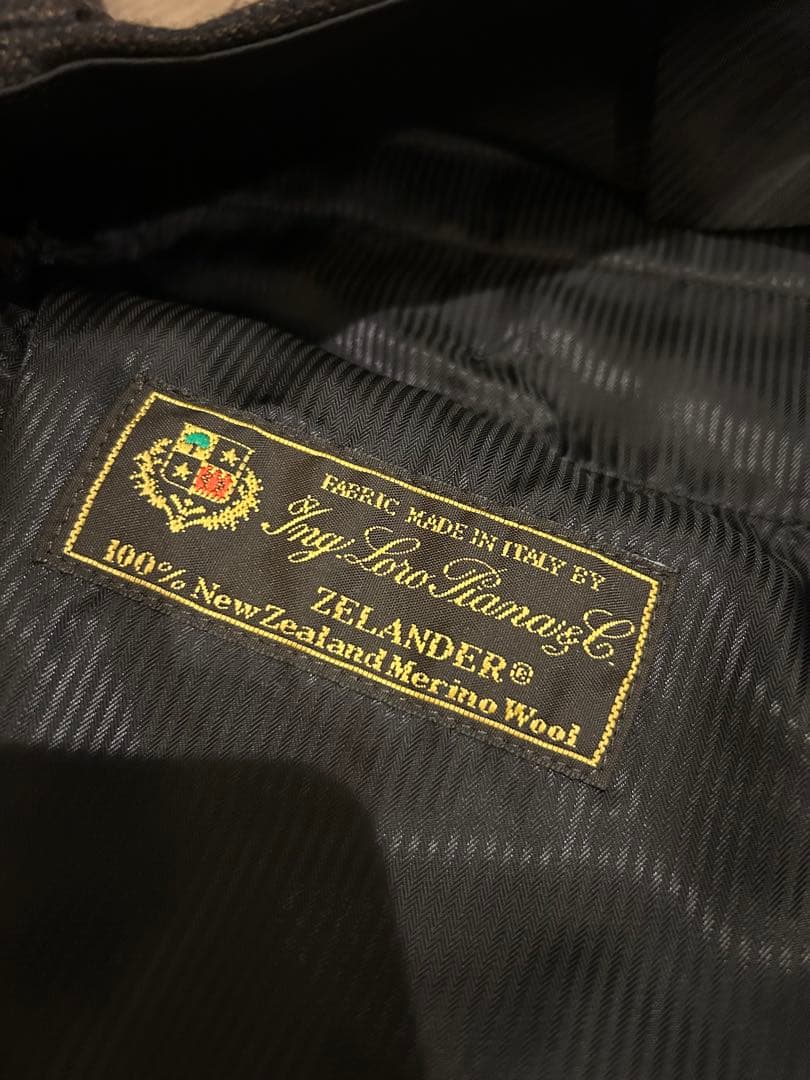 FABRIC MADE IN ITALY BY
Ing. Loro Piana & C.
ZELANDER®
100% New Zealand Merino Wool